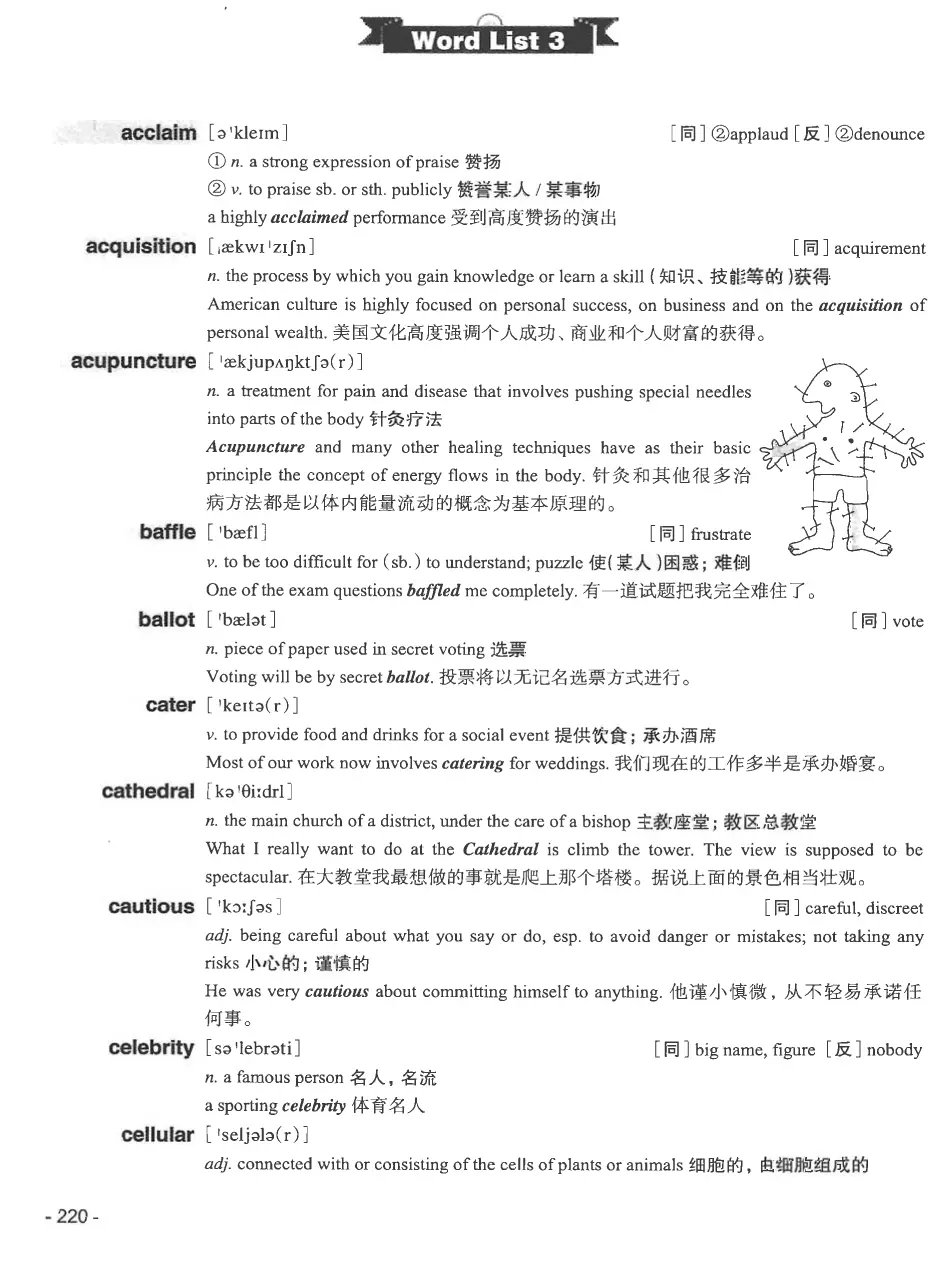 Word List 3
acclaim [əˈkleɪm] [同]②applaud [反]②denounce
① n. a strong expression of praise 赞扬
② v. to praise sb. or sth. publicly 赞誉某人 / 某事物
a highly acclaimed performance 受到高度赞扬的演出
acquisition [ˌækwɪˈzɪʃn] [同] acquirement
n. the process by which you gain knowledge or learn a skill (知识、技能等的)获得
American culture is highly focused on personal success, on business and on the acquisition of
personal wealth. 美国文化高度强调个人成功、商业和个人财富的获得。
acupuncture [ˈækjupʌŋktʃə(r)]
n. a treatment for pain and disease that involves pushing special needles
into parts of the body 针灸疗法
Acupuncture and many other healing techniques have as their basic
principle the concept of energy flows in the body. 针灸和其他很多治
病方法都是以体内能量流动的概念为基本原理的。
baffle [ˈbæfl] [同] frustrate
v. to be too difficult for (sb.) to understand; puzzle 使(某人)困惑；难倒
One of the exam questions baffled me completely. 有一道试题把我完全难住了。
ballot [ˈbælət] [同] vote
n. piece of paper used in secret voting 选票
Voting will be by secret ballot. 投票将以无记名选票方式进行。
cater [ˈkeɪtə(r)]
v. to provide food and drinks for a social event 提供饮食；承办酒席
Most of our work now involves catering for weddings. 我们现在的工作多半是承办婚宴。
cathedral [kəˈθiːdrl]
n. the main church of a district, under the care of a bishop 主教座堂；教区总教堂
What I really want to do at the Cathedral is climb the tower. The view is supposed to be
spectacular. 在大教堂我最想做的事就是爬上那个塔楼。据说上面的景色相当壮观。
cautious [ˈkɔːʃəs] [同] careful, discreet
adj. being careful about what you say or do, esp. to avoid danger or mistakes; not taking any
risks 小心的；谨慎的
He was very cautious about committing himself to anything. 他谨小慎微，从不轻易承诺任
何事。
celebrity [səˈlebrəti] [同] big name, figure [反] nobody
n. a famous person 名人，名流
a sporting celebrity 体育名人
cellular [ˈseljələ(r)]
adj. connected with or consisting of the cells of plants or animals 细胞的，由细胞组成的
- 220 -